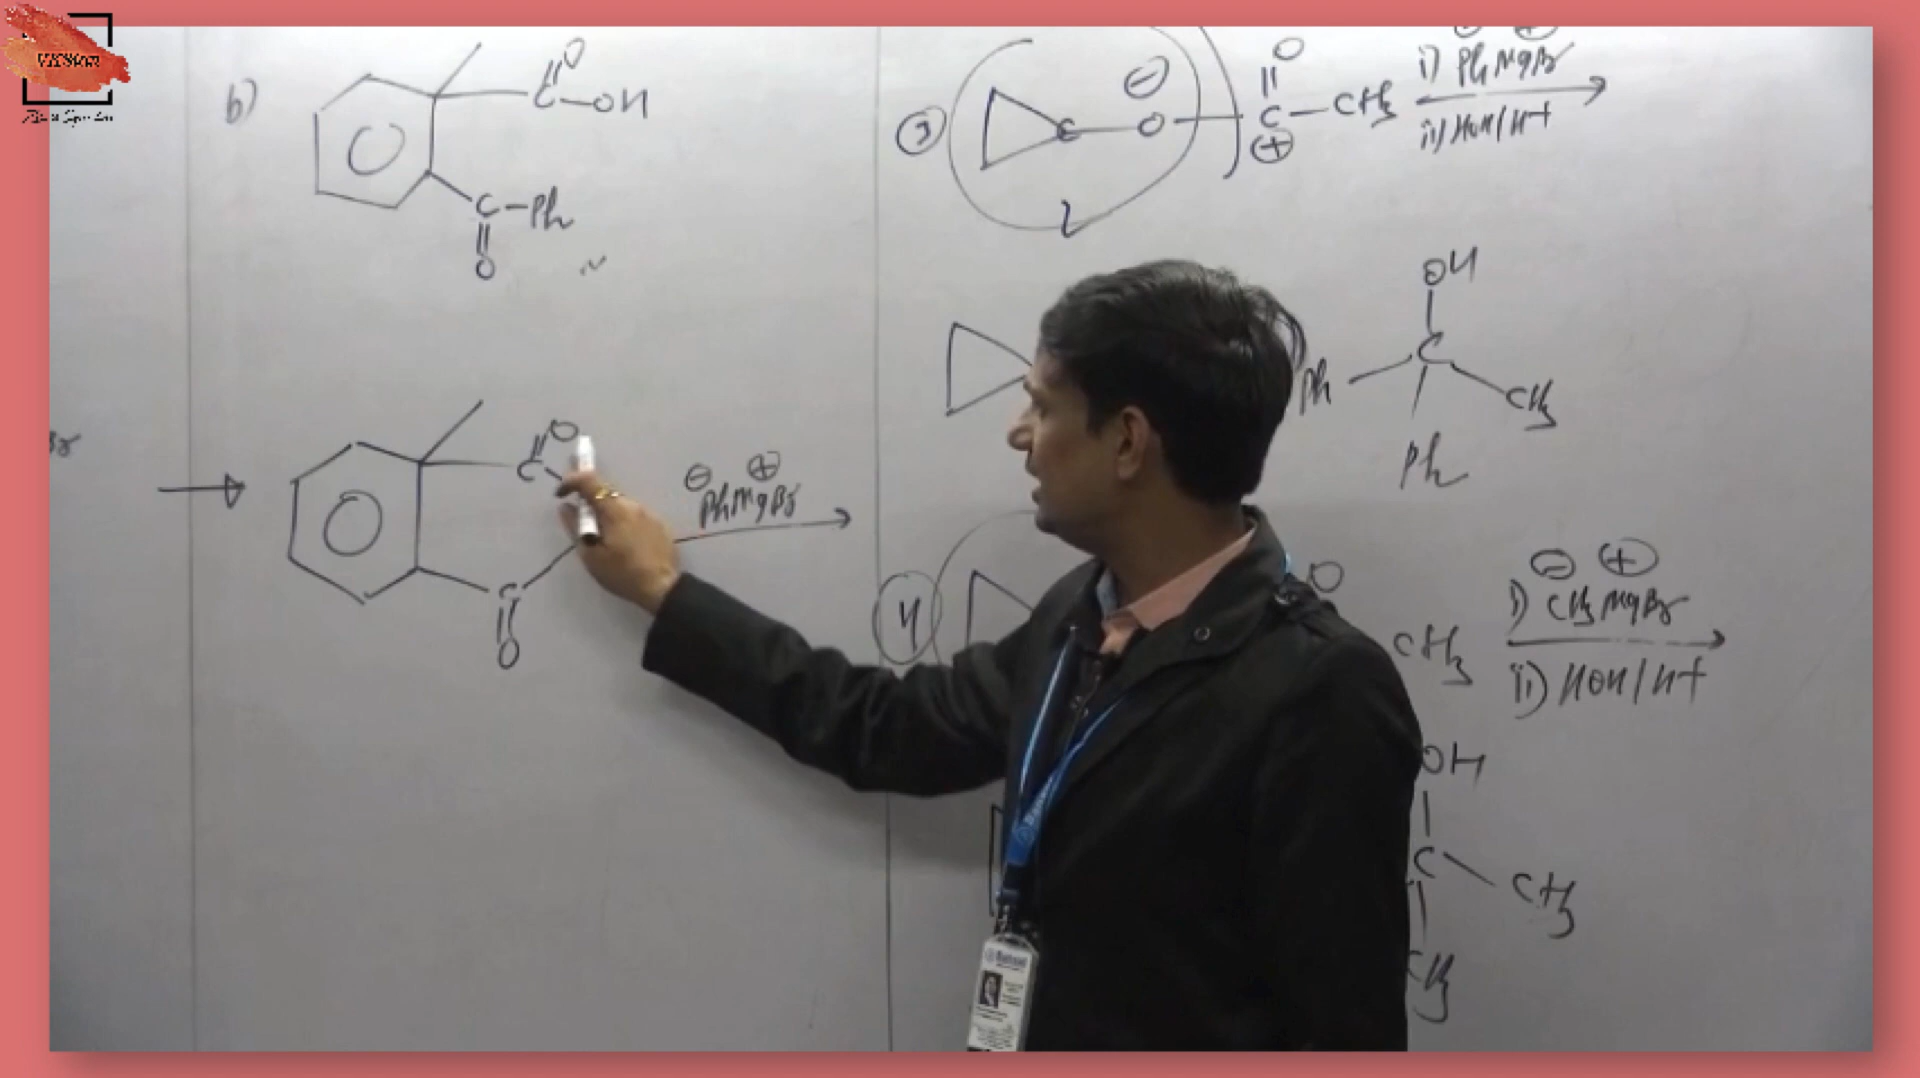 VISION
b)
O
C-OH
C-Ph
O
O
C
⊖ ⊕
PhMgBr
C
O
3
⊖
C-O
O
C-CH3
⊕
⊖ ⊕
i) PhMgBr
ii) HOH/H+
OH
C
Ph
CH3
Ph
4
O
CH3
⊖ ⊕
i) CH3MgBr
ii) HOH/H+
OH
C
CH3
CH3